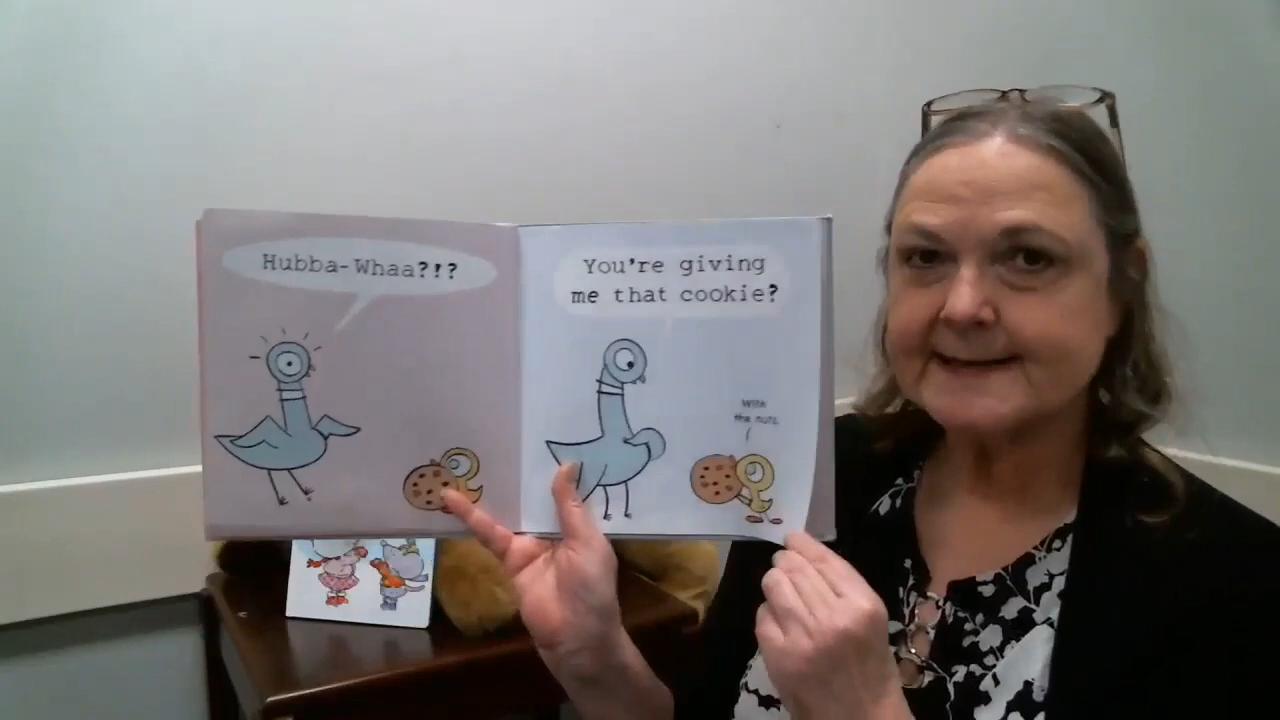 Hubba-Whaa?!?
You're giving
me that cookie?
With
the nuts.